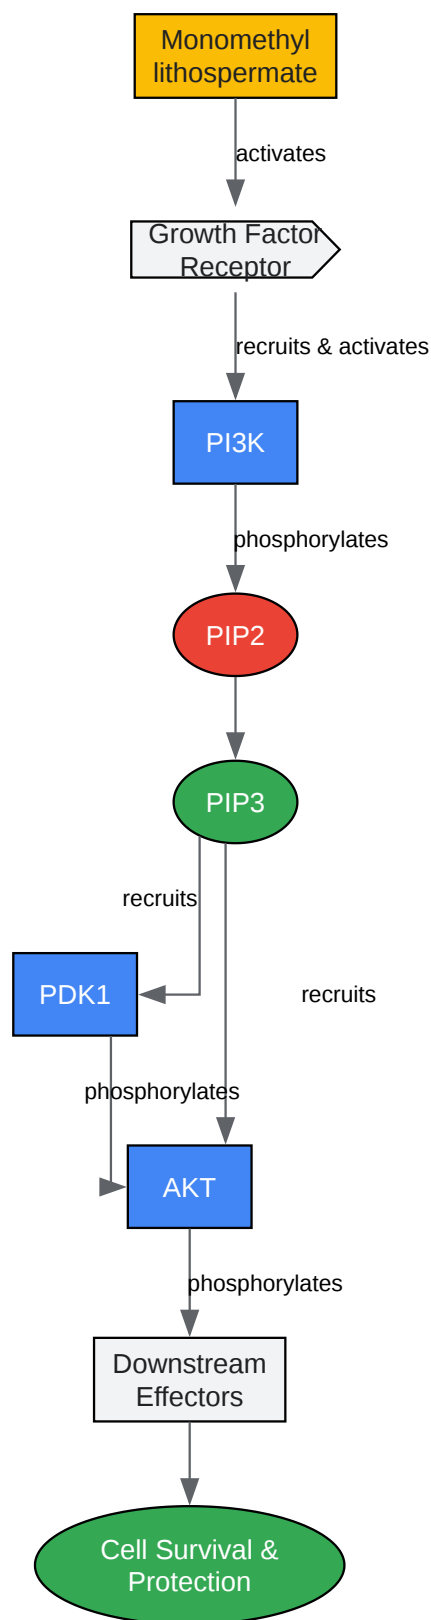 Monomethyl
lithospermate
activates
Growth Factor
Receptor
recruits & activates
PI3K
phosphorylates
PIP2
PIP3
recruits
PDK1
recruits
phosphorylates
AKT
phosphorylates
Downstream
Effectors
Cell Survival &
Protection